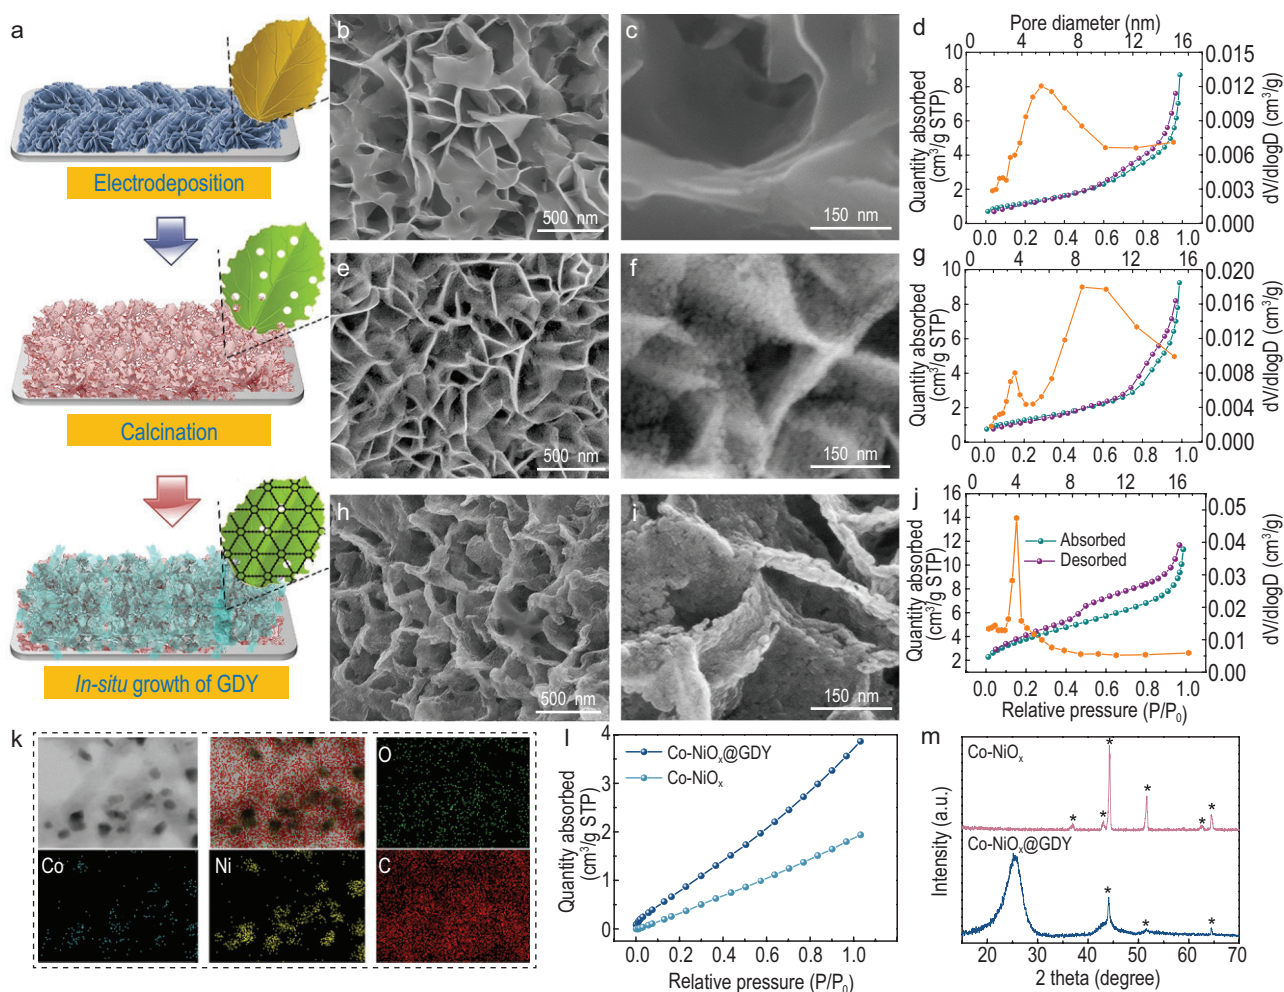 a
Electrodeposition
Calcination
In-situ growth of GDY
b
500 nm
c
150 nm
d
Pore diameter (nm)
0 4 8 12 16
Quantity absorbed
(cm³/g STP)
10
8
6
4
2
0
0.015
0.012
0.009
0.006
0.003
0.000
dV/dlogD (cm³/g)
0.0 0.2 0.4 0.6 0.8 1.0
e
500 nm
f
150 nm
g
0 4 8 12 16
Quantity absorbed
(cm³/g STP)
10
8
6
4
2
0
0.020
0.016
0.012
0.008
0.004
0.000
dV/dlogD (cm³/g)
0.0 0.2 0.4 0.6 0.8 1.0
h
500 nm
i
150 nm
j
0 4 8 12 16
Quantity absorbed
(cm³/g STP)
16
14
12
10
8
6
4
2
Absorbed
Desorbed
0.05
0.04
0.03
0.02
0.01
0.00
dV/dlogD (cm³/g)
0.0 0.2 0.4 0.6 0.8 1.0
Relative pressure (P/P₀)
k
O
Co
Ni
C
l
Quantity absorbed
(cm³/g STP)
4
3
2
1
0
Co-NiOₓ@GDY
Co-NiOₓ
0.0 0.2 0.4 0.6 0.8 1.0
Relative pressure (P/P₀)
m
Intensity (a.u.)
Co-NiOₓ
* * * * * *
Co-NiOₓ@GDY
* * *
20 30 40 50 60 70
2 theta (degree)